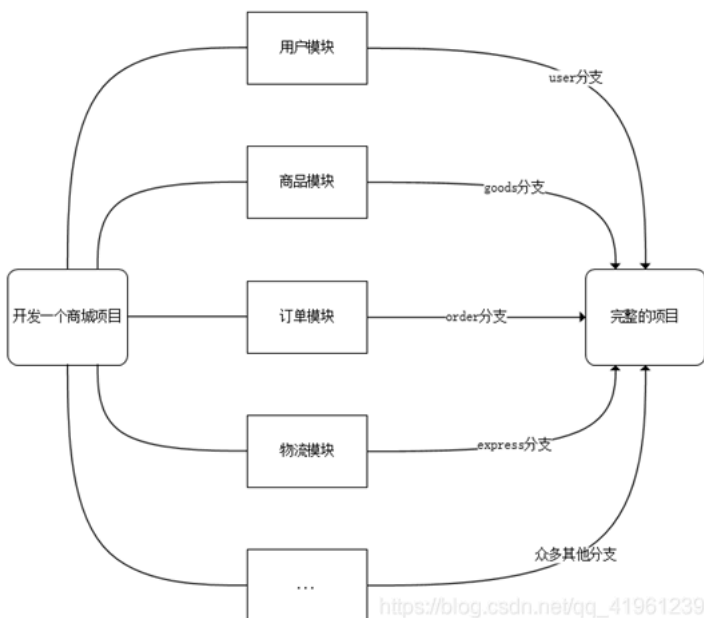 用户模块
user分支
商品模块
goods分支
开发一个商城项目
订单模块
order分支
完整的项目
物流模块
express分支
...
众多其他分支
https://blog.csdn.net/qq_41961239